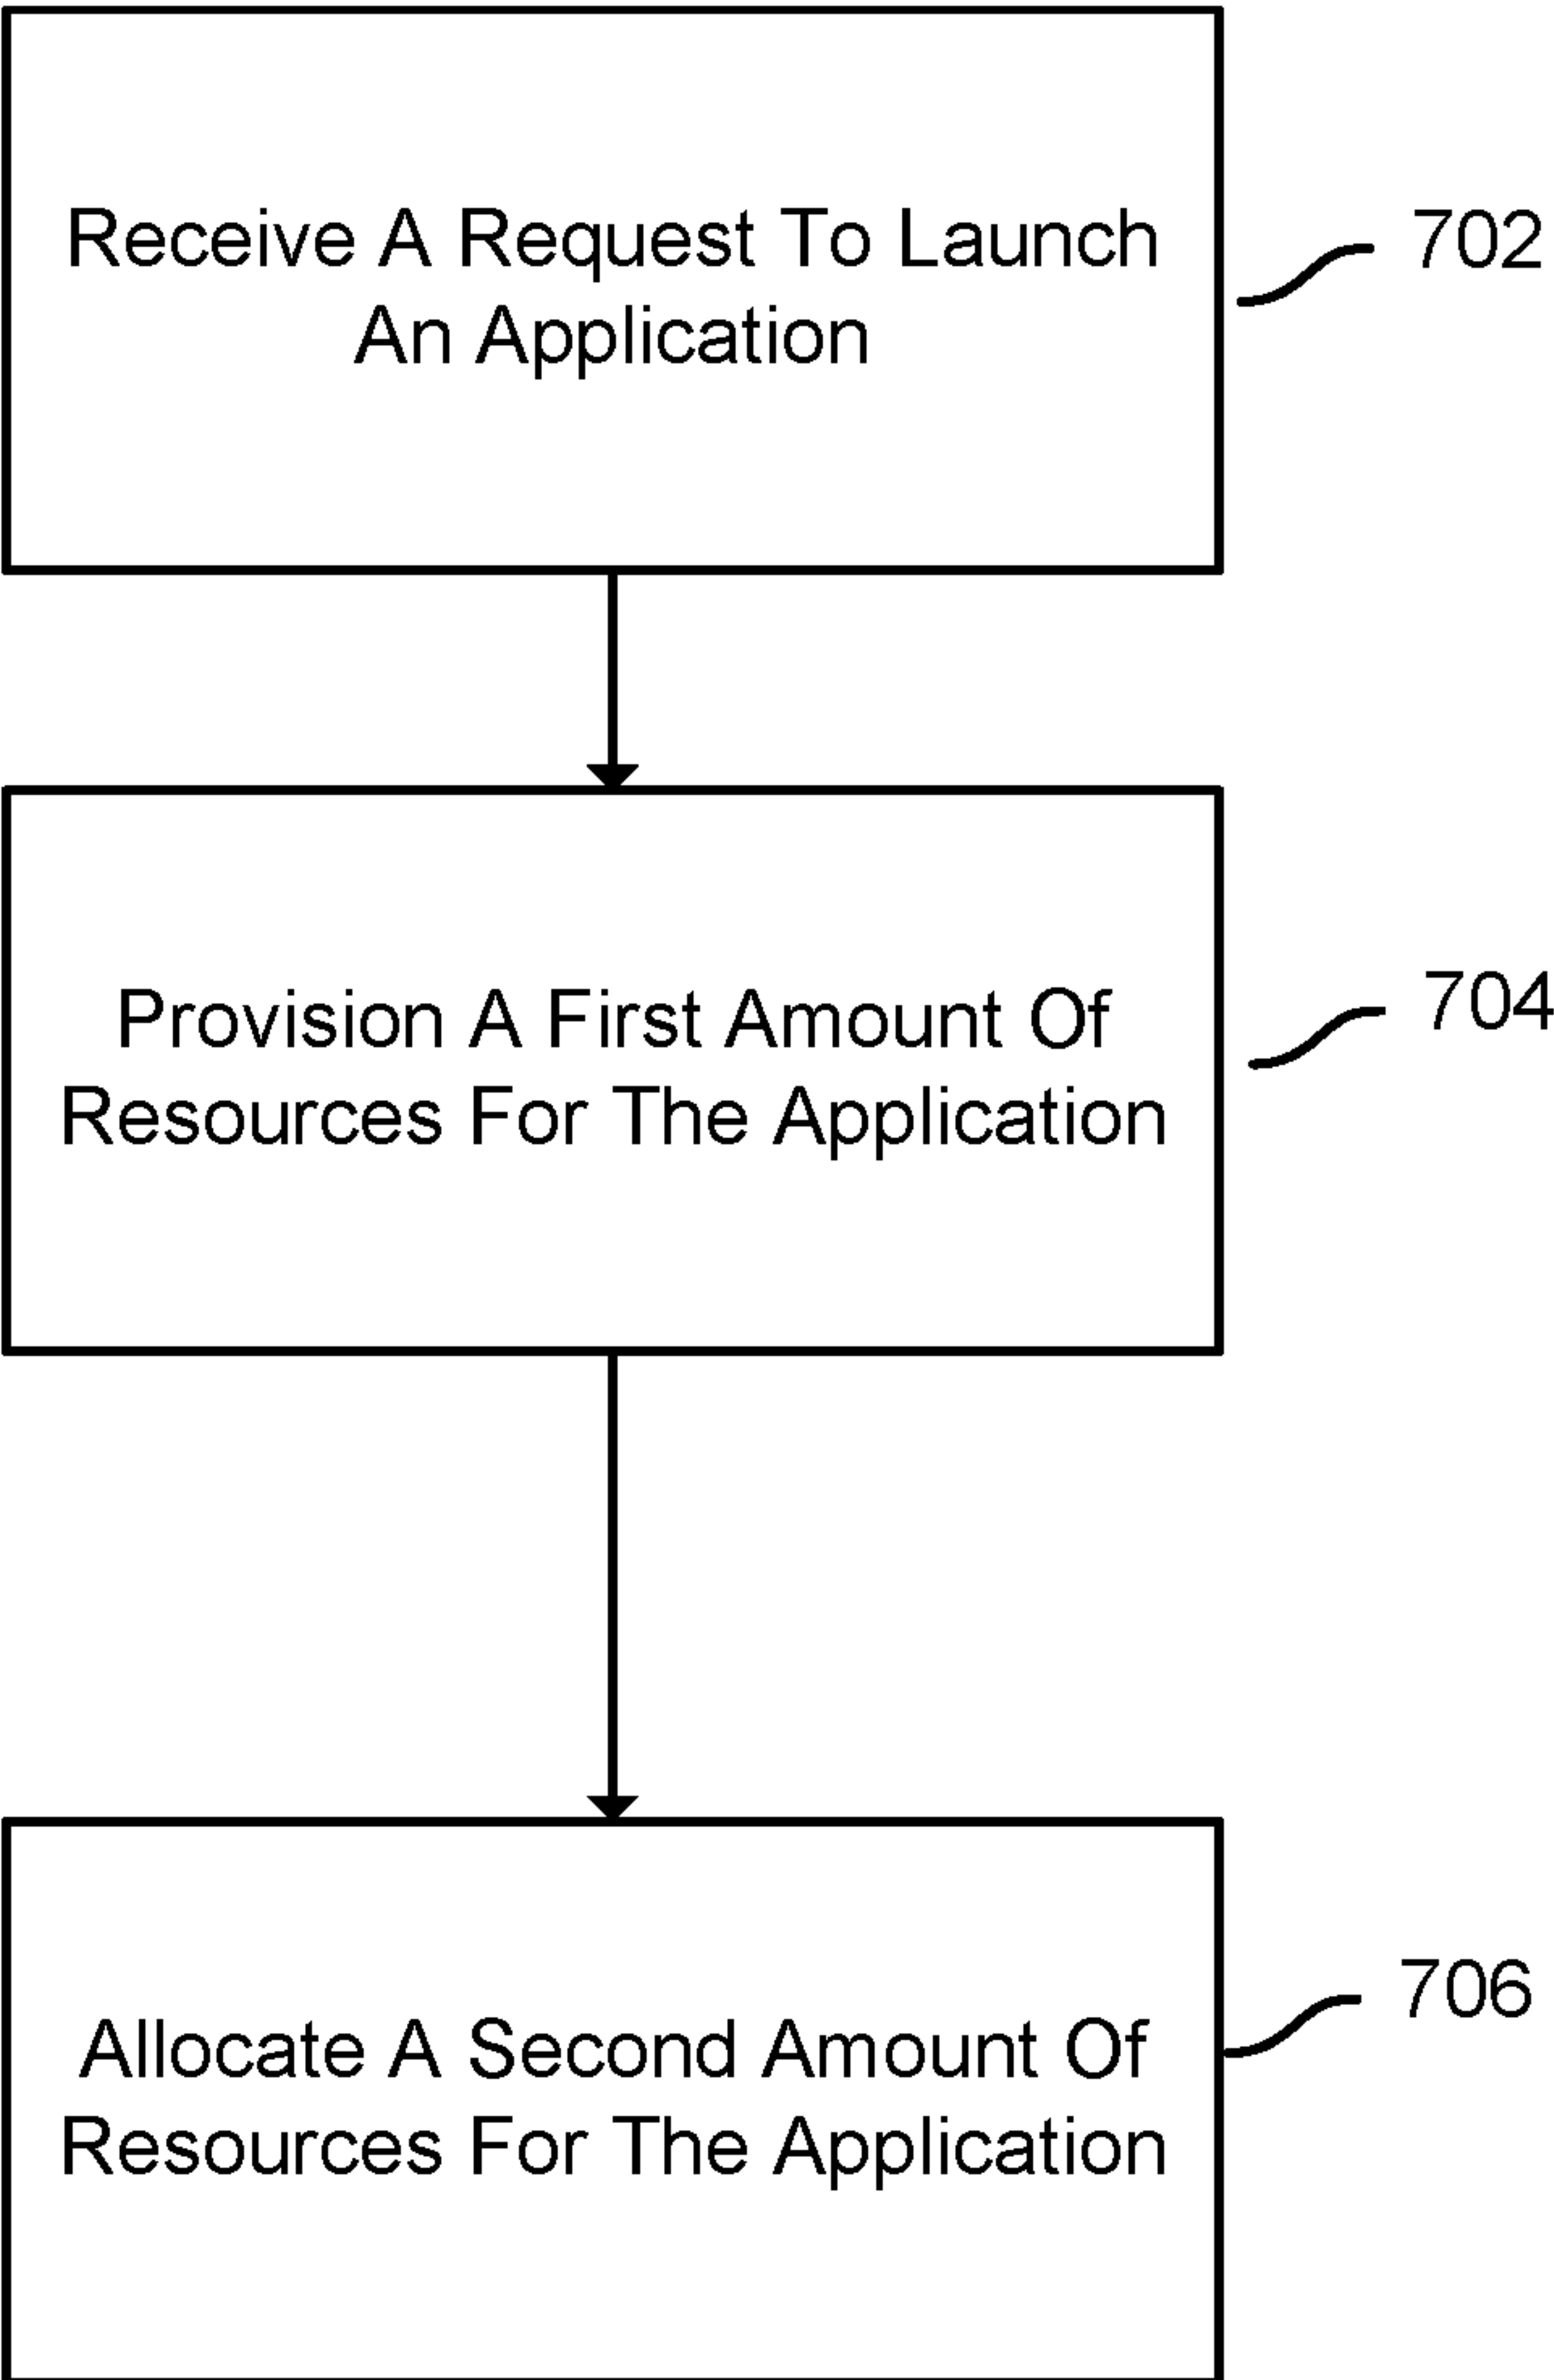 Receive A Request To Launch
An Application
702
Provision A First Amount Of
Resources For The Application
704
Allocate A Second Amount Of
Resources For The Application
706